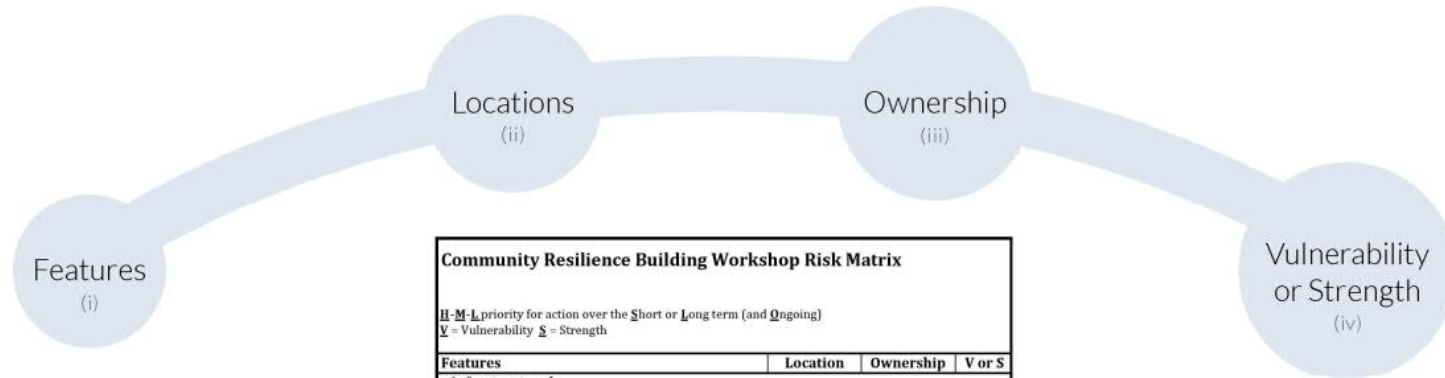 Locations
(ii)
Ownership
(iii)
Features
(i)
Vulnerability
or Strength
(iv)
Community Resilience Building Workshop Risk Matrix
H-M-L priority for action over the Short or Long term (and Ongoing)
V = Vulnerability S = Strength
Features Location Ownership V or S